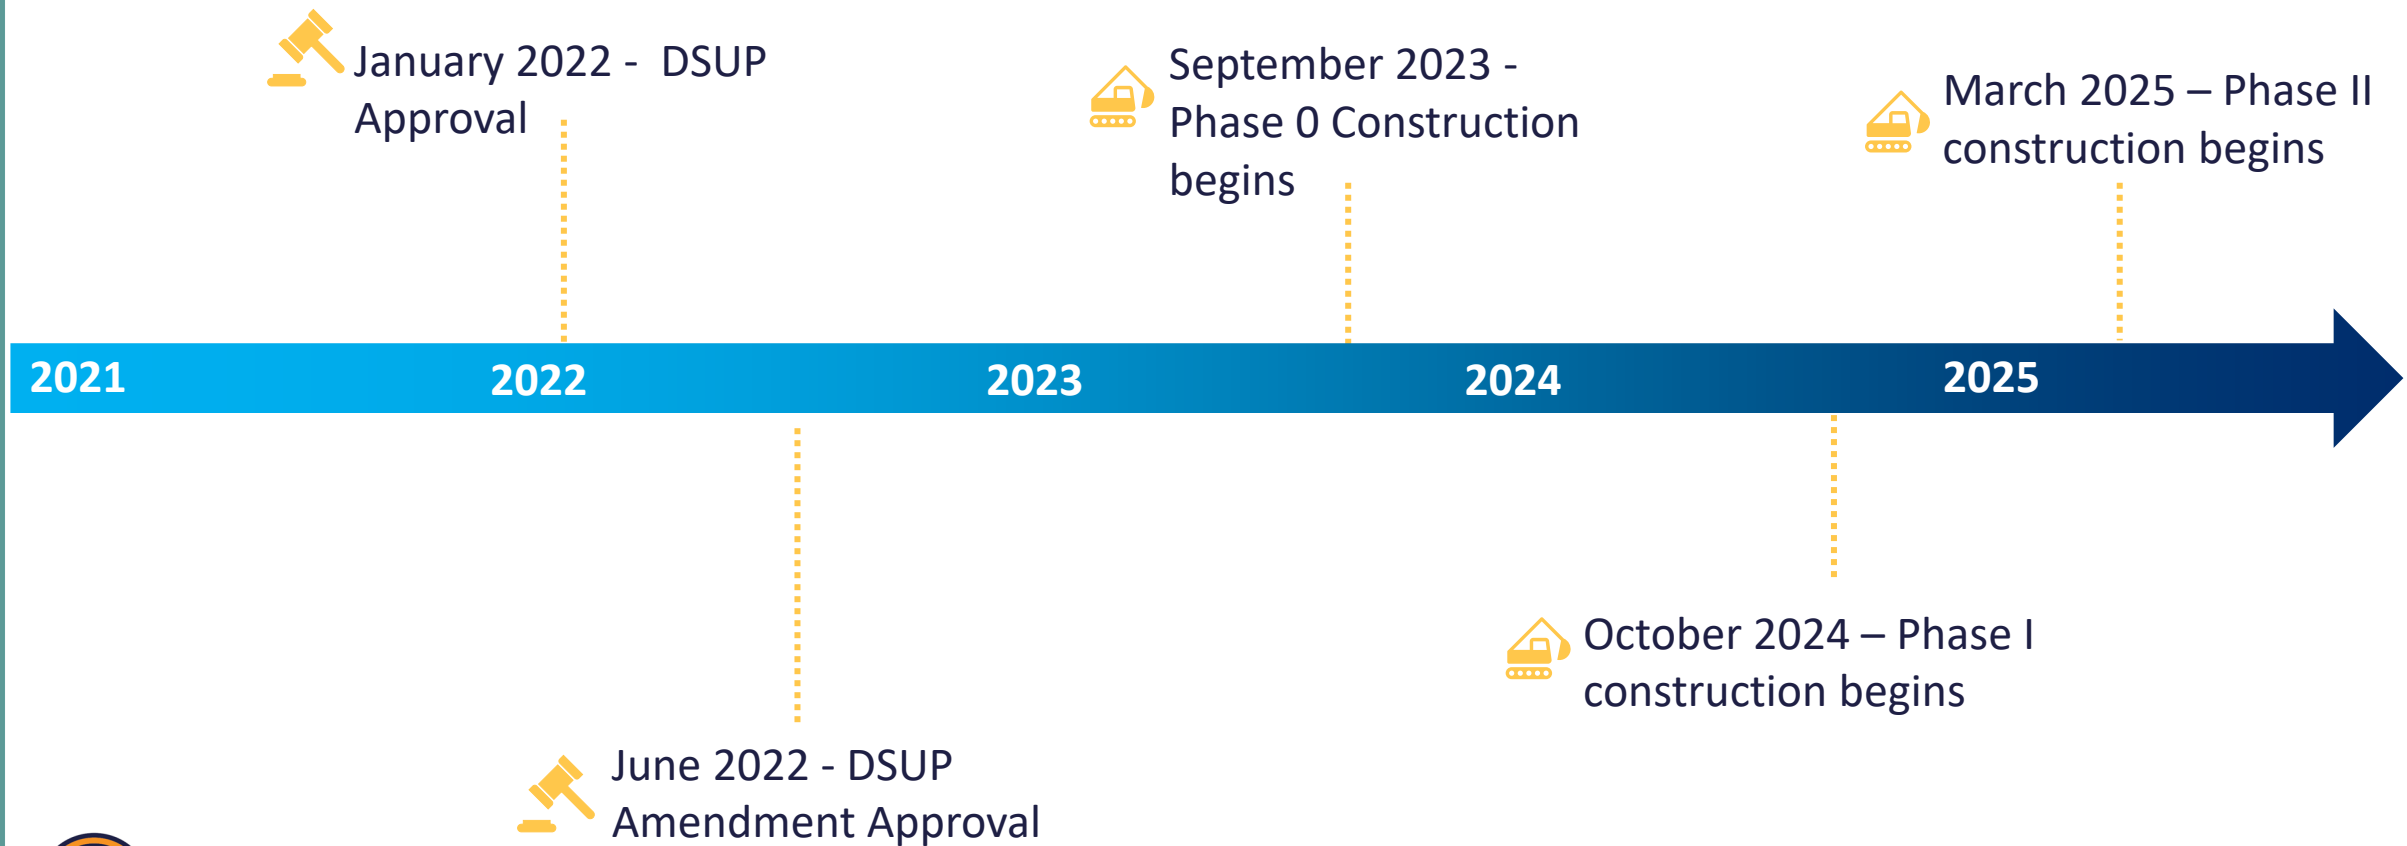 January 2022 -  DSUP
Approval
September 2023 -
Phase 0 Construction
begins
March 2025 – Phase II
construction begins
2021
2022
2023
2024
2025
October 2024 – Phase I
construction begins
June 2022 - DSUP
Amendment Approval